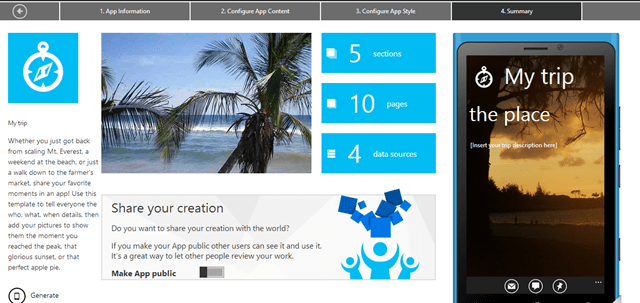 1. App Information
2. Configure App Content
3. Configure App Style
4. Summary
My trip
Whether you just got back
from scaling Mt. Everest, a
weekend at the beach, or just
a walk down to the farmer's
market, share your favorite
moments in an app! Use this
template to tell everyone the
who, what, when details, then
add your pictures to show
them the moment you
reached the peak, that
glorious sunset, or that
perfect apple pie.
Generate
5 sections
10 pages
4 data sources
Share your creation
Do you want to share your creation with the world?
If you make your App public other users can see it and use it.
It's a great way to let other people review your work.
Make App public
My trip
the place
[Insert your trip description here]